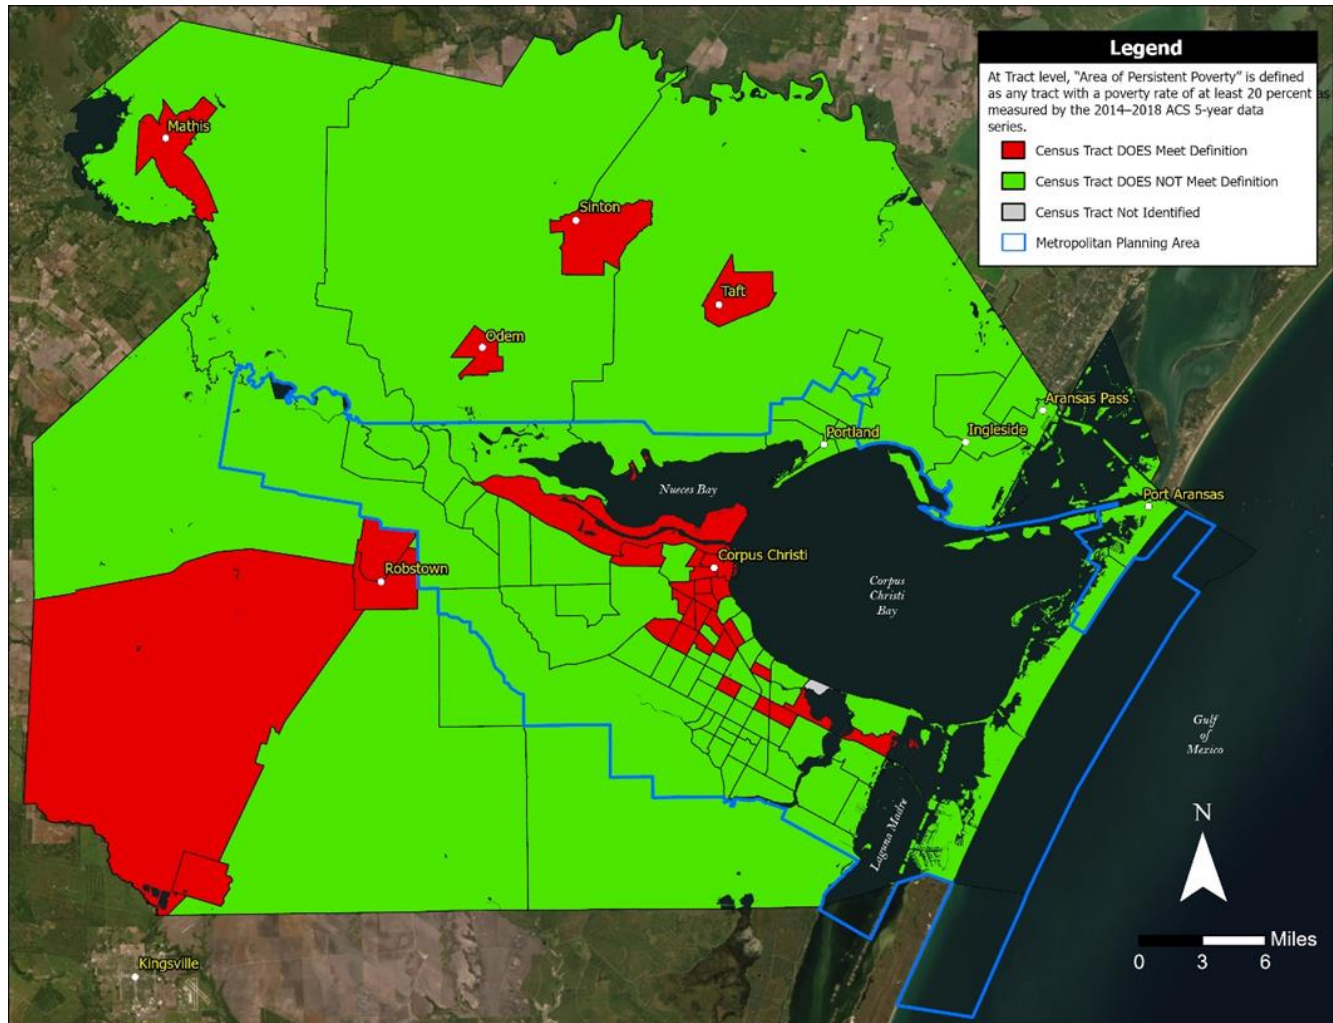 Legend
At Tract level, “Area of Persistent Poverty” is defined
as any tract with a poverty rate of at least 20 percent as
measured by the 2014–2018 ACS 5-year data
series.
Census Tract DOES Meet Definition
Census Tract DOES NOT Meet Definition
Census Tract Not Identified
Metropolitan Planning Area
Mathis
Sinton
Taft
Odem
Aransas Pass
Portland
Ingleside
Nueces Bay
Port Aransas
Corpus Christi
Robstown
Corpus
Christi
Bay
Gulf
of
Mexico
Laguna Madre
N
Miles
0 3 6
Kingsville